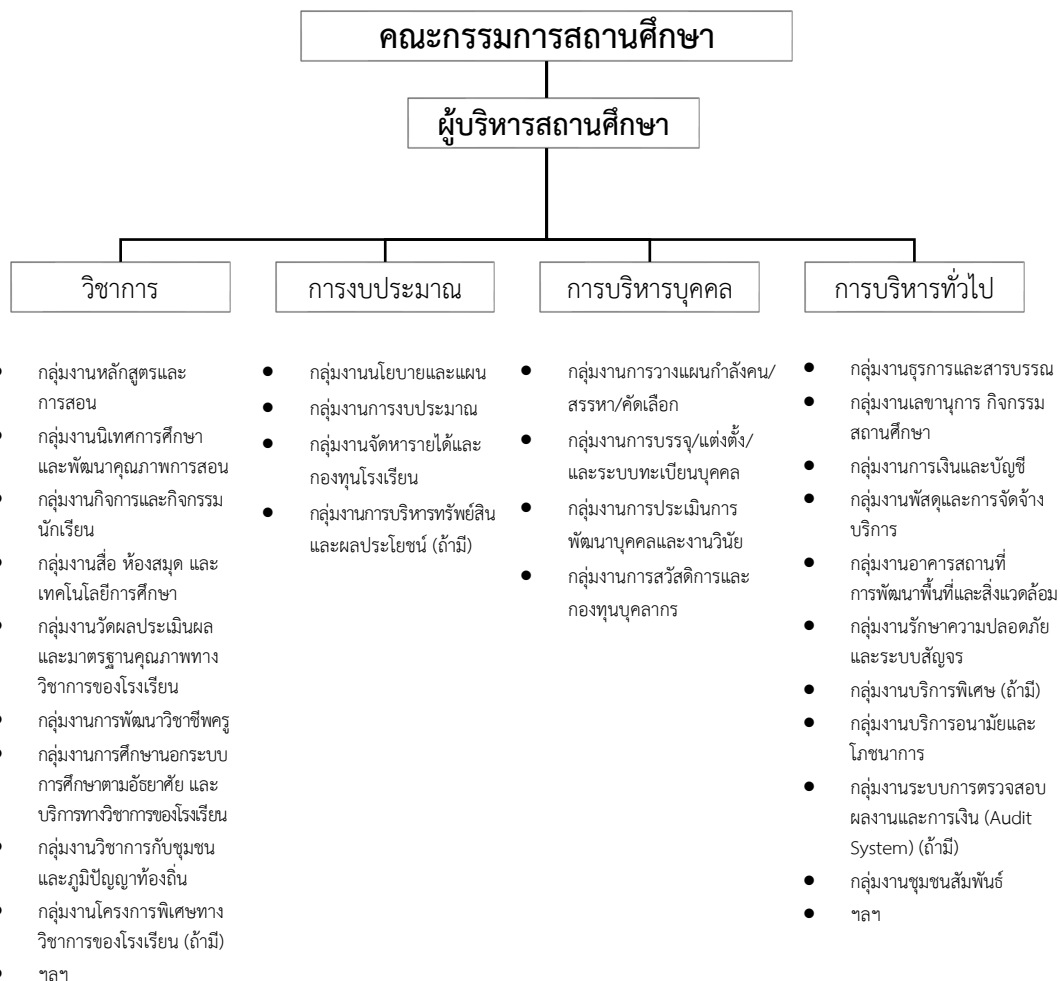 คณะกรรมการสถานศึกษา
ผู้บริหารสถานศึกษา
วิชาการ
กลุ่มงานหลักสูตรและ
การสอน
กลุ่มงานนิเทศการศึกษา
และพัฒนาคุณภาพการสอน
กลุ่มงานกิจการและกิจกรรม
นักเรียน
กลุ่มงานสื่อ ห้องสมุด และ
เทคโนโลยีการศึกษา
กลุ่มงานวัดผลประเมินผล
และมาตรฐานคุณภาพทาง
วิชาการของโรงเรียน
กลุ่มงานการพัฒนาวิชาชีพครู
กลุ่มงานการศึกษานอกระบบ
การศึกษาตามอัธยาศัย และ
บริการทางวิชาการของโรงเรียน
กลุ่มงานวิชาการกับชุมชน
และภูมิปัญญาท้องถิ่น
กลุ่มงานโครงการพิเศษทาง
วิชาการของโรงเรียน (ถ้ามี)
ฯลฯ
การงบประมาณ
กลุ่มงานนโยบายและแผน
กลุ่มงานการงบประมาณ
กลุ่มงานจัดหารายได้และ
กองทุนโรงเรียน
กลุ่มงานการบริหารทรัพย์สิน
และผลประโยชน์ (ถ้ามี)
การบริหารบุคคล
กลุ่มงานการวางแผนกำลังคน/
สรรหา/คัดเลือก
กลุ่มงานการบรรจุ/แต่งตั้ง/
และระบบทะเบียนบุคคล
กลุ่มงานการประเมินการ
พัฒนาบุคคลและงานวินัย
กลุ่มงานการสวัสดิการและ
กองทุนบุคลากร
การบริหารทั่วไป
กลุ่มงานธุรการและสารบรรณ
กลุ่มงานเลขานุการ กิจกรรม
สถานศึกษา
กลุ่มงานการเงินและบัญชี
กลุ่มงานพัสดุและการจัดจ้าง
บริการ
กลุ่มงานอาคารสถานที่
การพัฒนาพื้นที่และสิ่งแวดล้อม
กลุ่มงานรักษาความปลอดภัย
และระบบสัญจร
กลุ่มงานบริการพิเศษ (ถ้ามี)
กลุ่มงานบริการอนามัยและ
โภชนาการ
กลุ่มงานระบบการตรวจสอบ
ผลงานและการเงิน (Audit
System) (ถ้ามี)
กลุ่มงานชุมชนสัมพันธ์
ฯลฯ